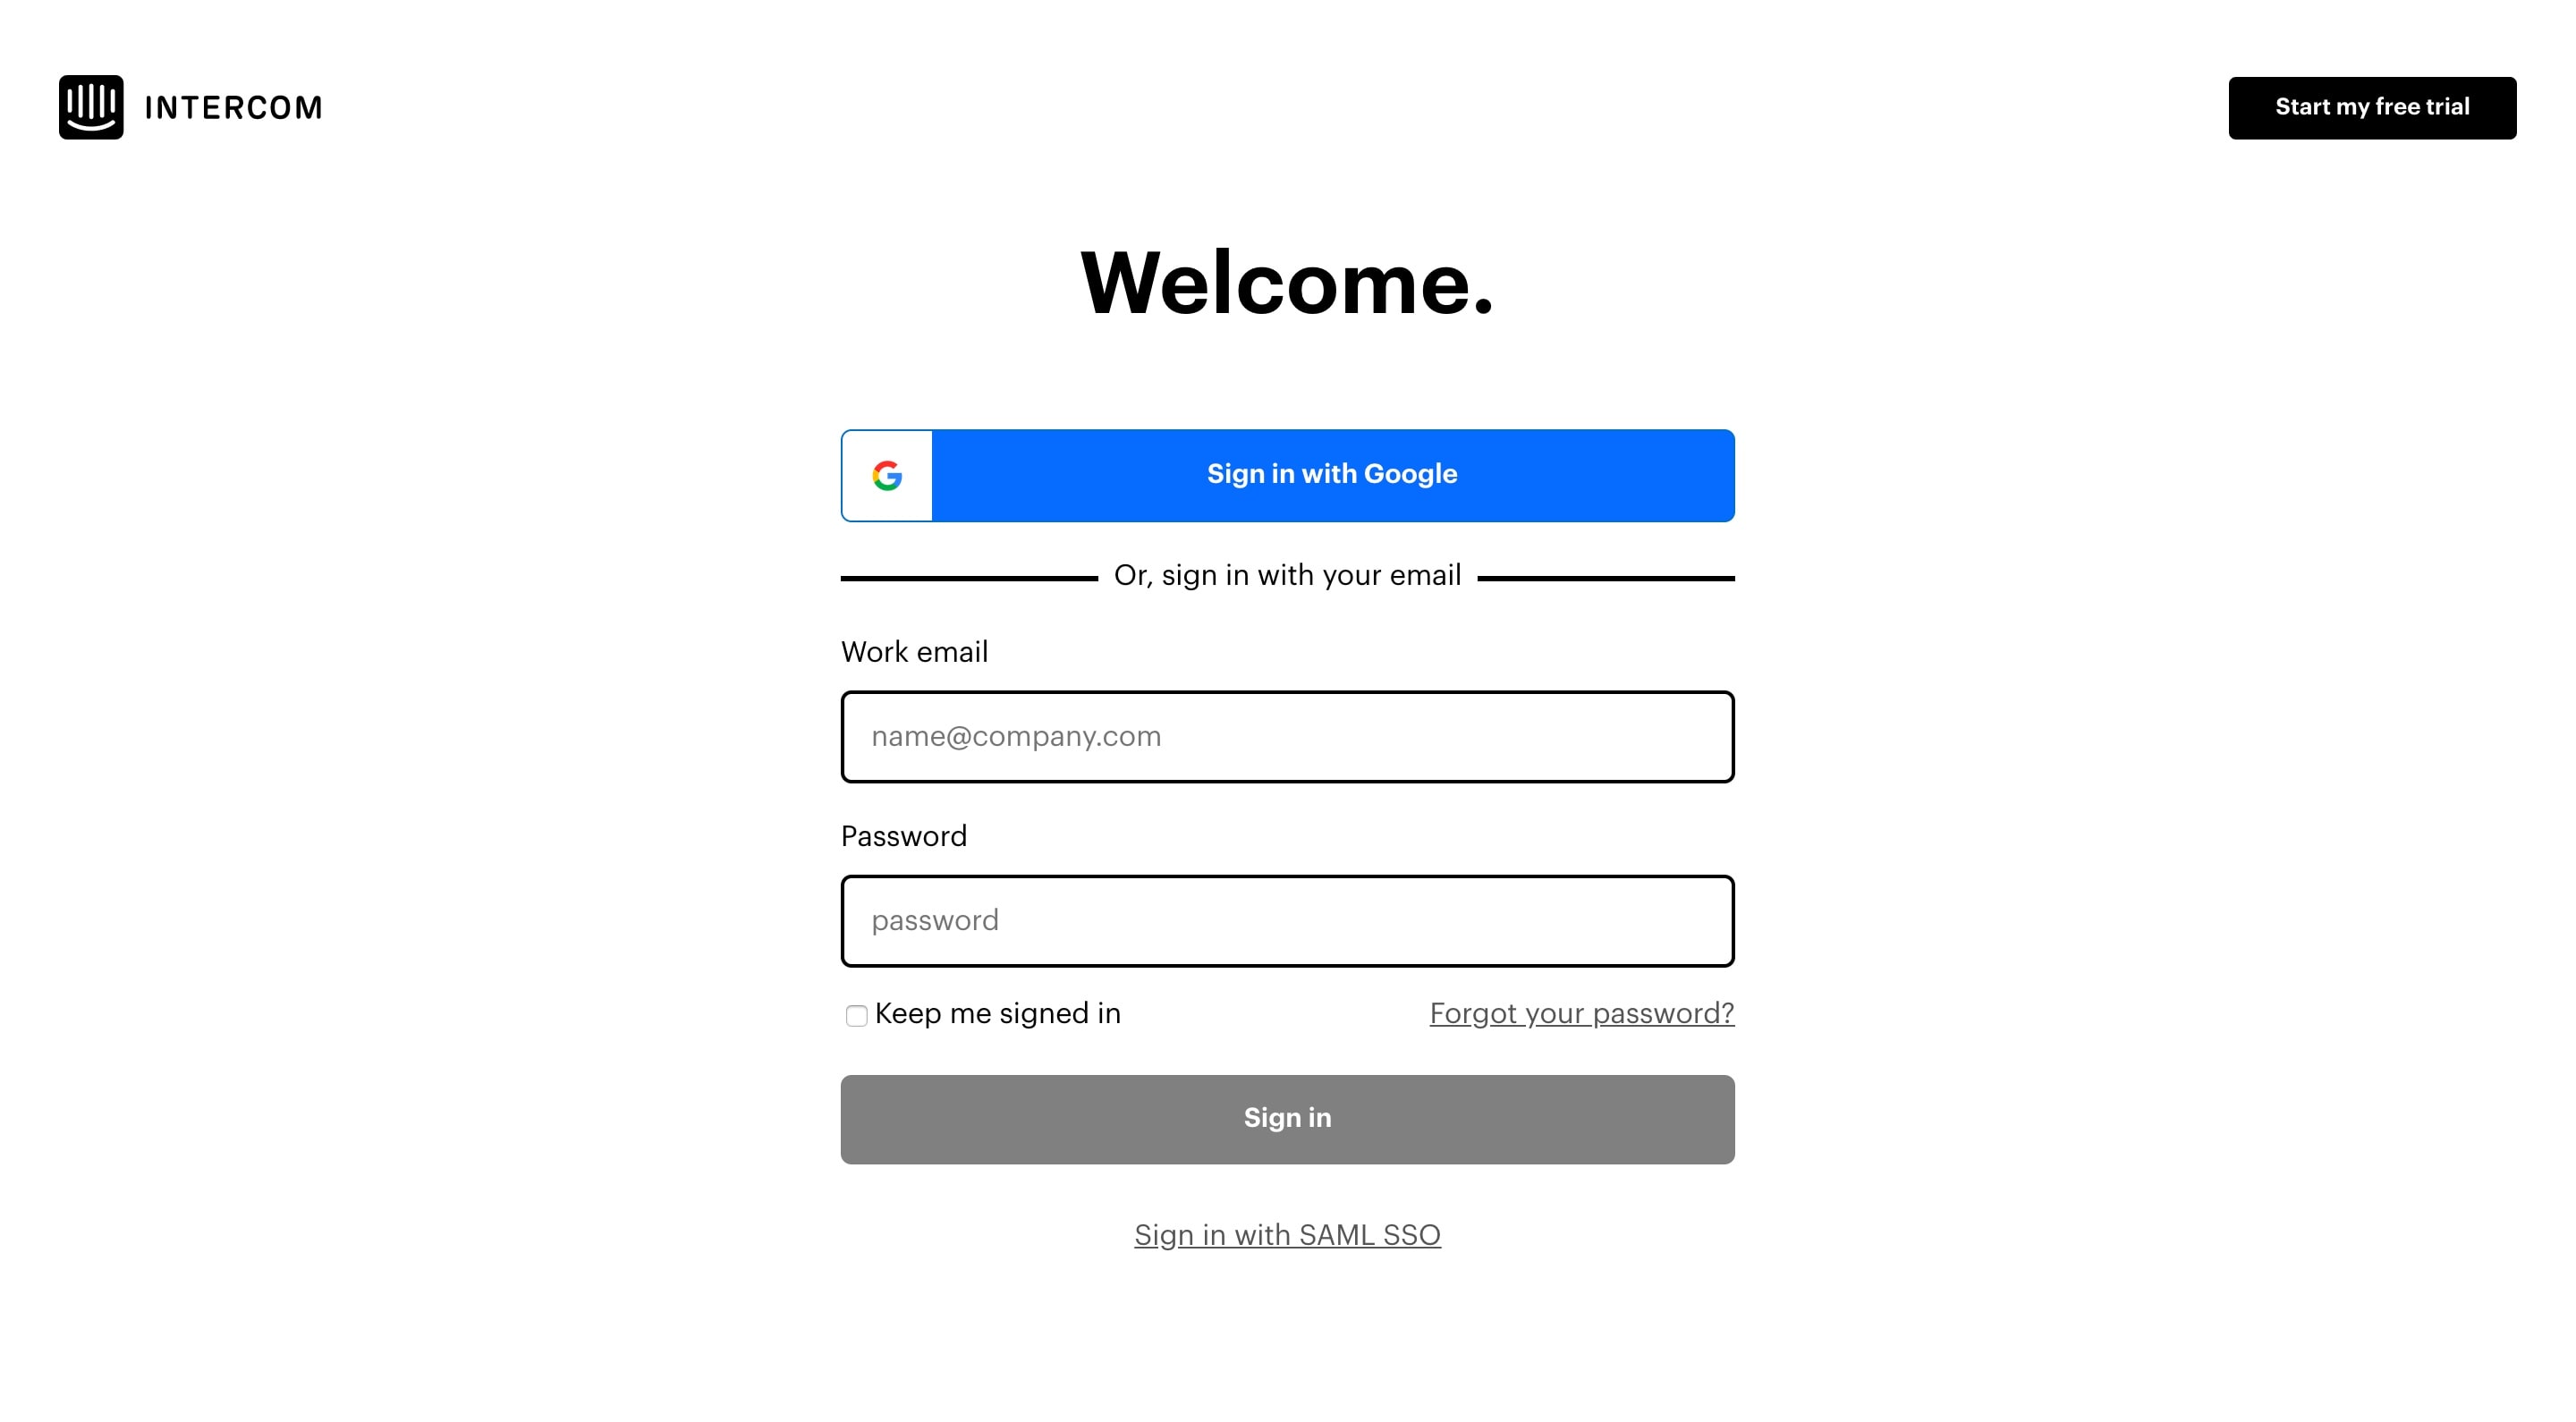 INTERCOM
Start my free trial
Welcome.
Sign in with Google
Or, sign in with your email
Work email
name@company.com
Password
password
Keep me signed in
Forgot your password?
Sign in
Sign in with SAML SSO